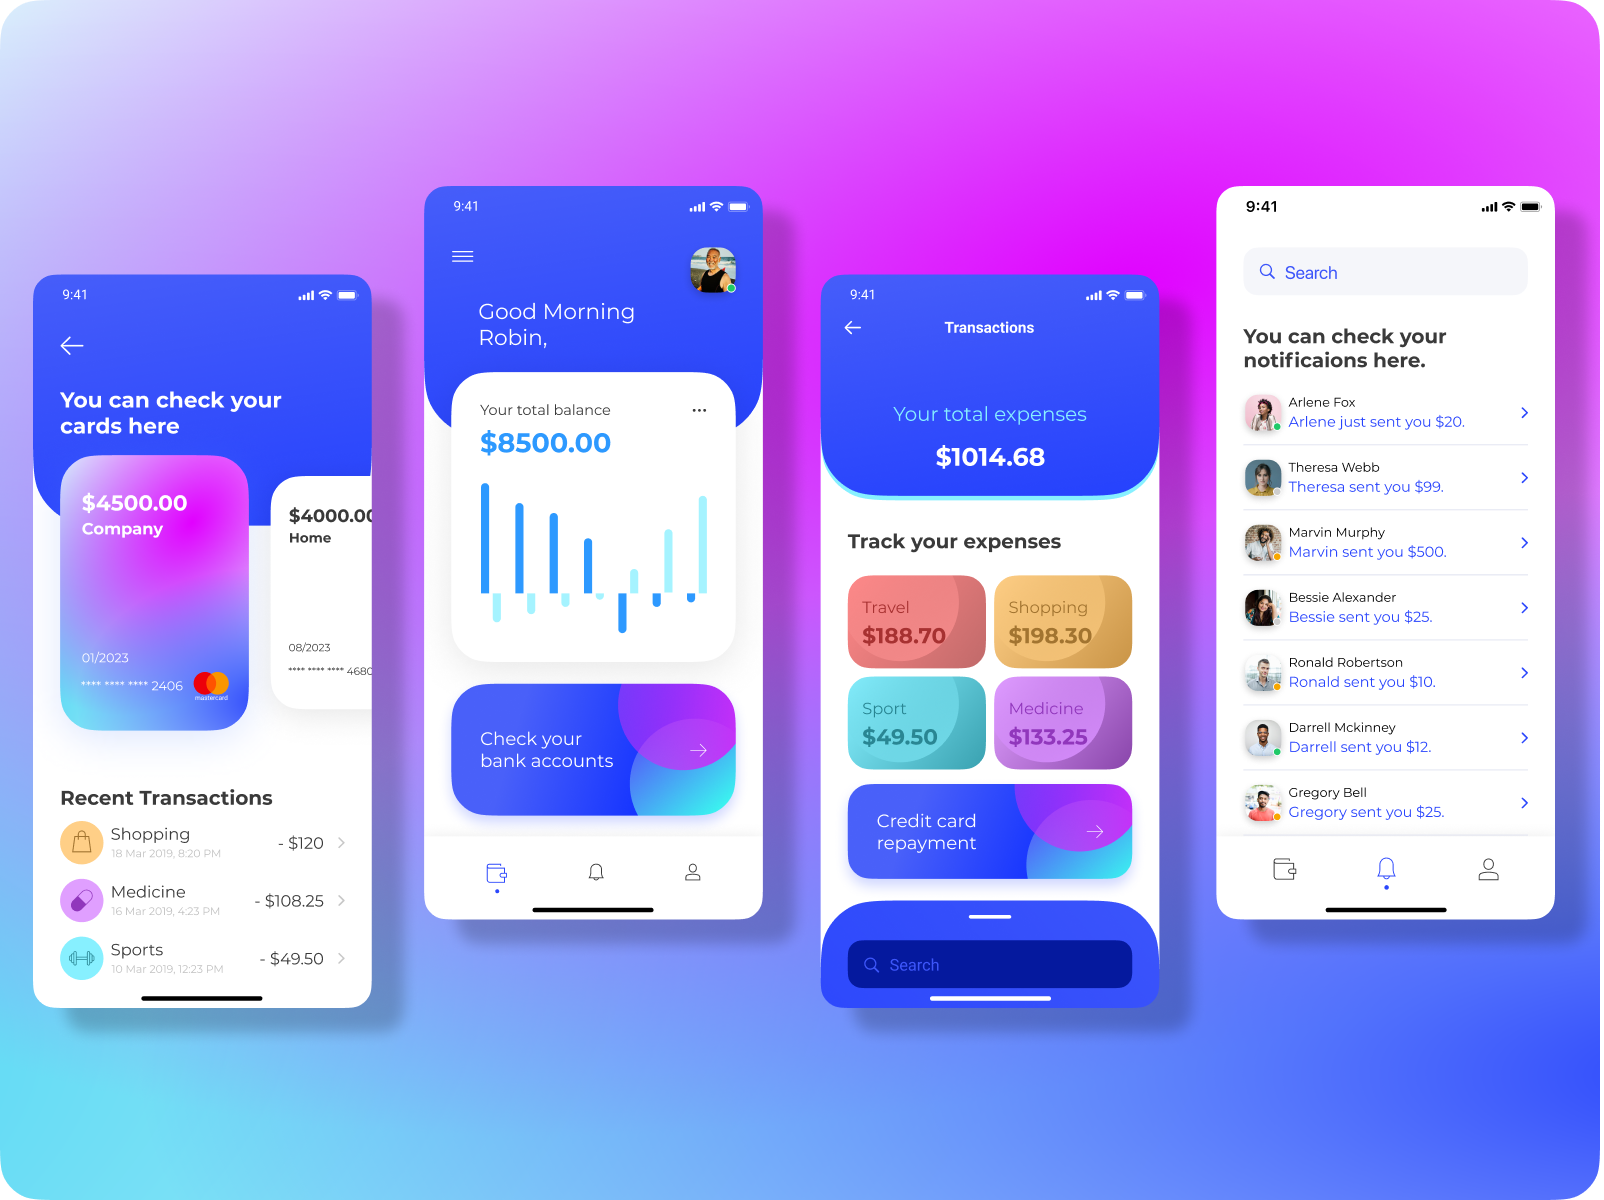 9:41
You can check your
cards here
$4500.00
Company
01/2023
**** **** **** 2406
mastercard
$4000.00
Home
08/2023
**** **** **** 4680
Recent Transactions
Shopping
18 Mar 2019, 8:20 PM
- $120
Medicine
16 Mar 2019, 4:23 PM
- $108.25
Sports
10 Mar 2019, 12:23 PM
- $49.50
9:41
Good Morning
Robin,
Your total balance
$8500.00
Check your
bank accounts
9:41
Transactions
Your total expenses
$1014.68
Track your expenses
Travel
$188.70
Shopping
$198.30
Sport
$49.50
Medicine
$133.25
Credit card
repayment
Search
9:41
Search
You can check your
notificaions here.
Arlene Fox
Arlene just sent you $20.
Theresa Webb
Theresa sent you $99.
Marvin Murphy
Marvin sent you $500.
Bessie Alexander
Bessie sent you $25.
Ronald Robertson
Ronald sent you $10.
Darrell Mckinney
Darrell sent you $12.
Gregory Bell
Gregory sent you $25.